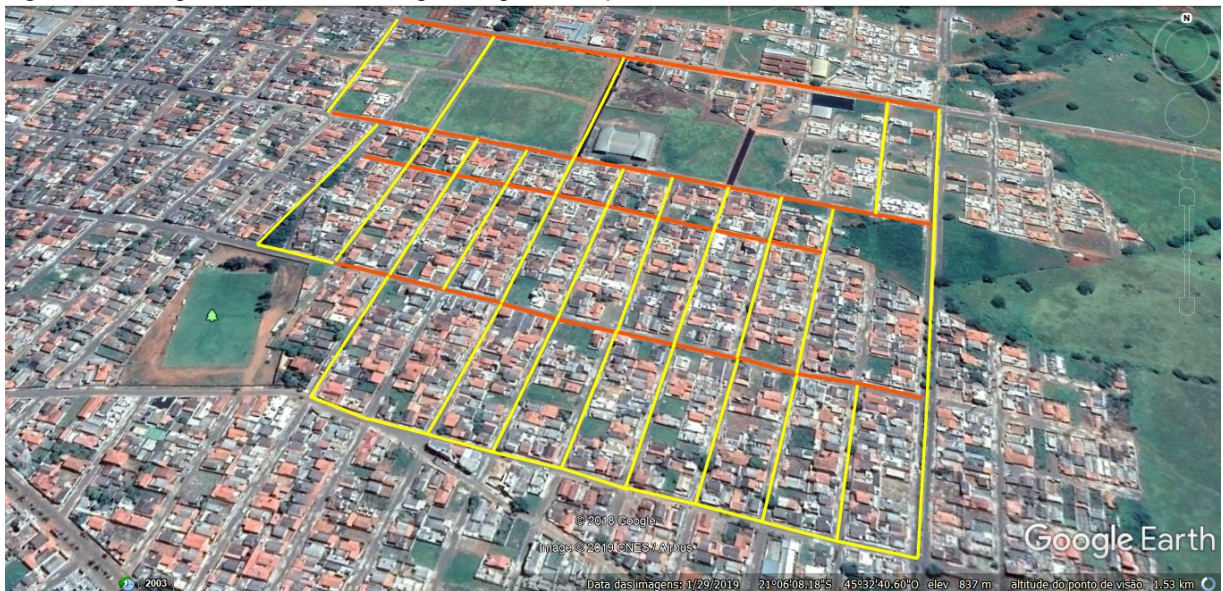 N
© 2018 Google
Image © 2019 CNES / Airbus
Google Earth
2003
Data das imagens: 1/29/2019 21°06'08.18"S 45°32'40.60"O elev 837 m altitude do ponto de visão 1,53 km